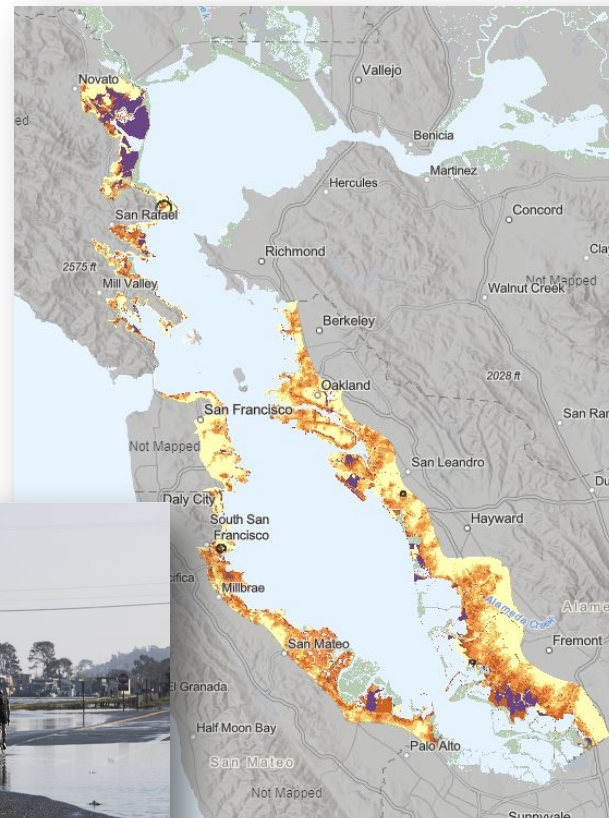 Novato
ed
Vallejo
Benicia
Martinez
Hercules
San Rafael
Concord
Richmond
2575 ft
Mill Valley
Clay
Not Mapped
Walnut Creek
Berkeley
2028 ft
Oakland
San Francisco
San Ram
Not Mapped
San Leandro
Daly City
Du
South San
Francisco
Hayward
cifica
Millbrae
Alameda Creek
Alame
San Mateo
Fremont
El Granada
Half Moon Bay
Palo Alto
San Mateo
Not Mapped
Sunnyvale